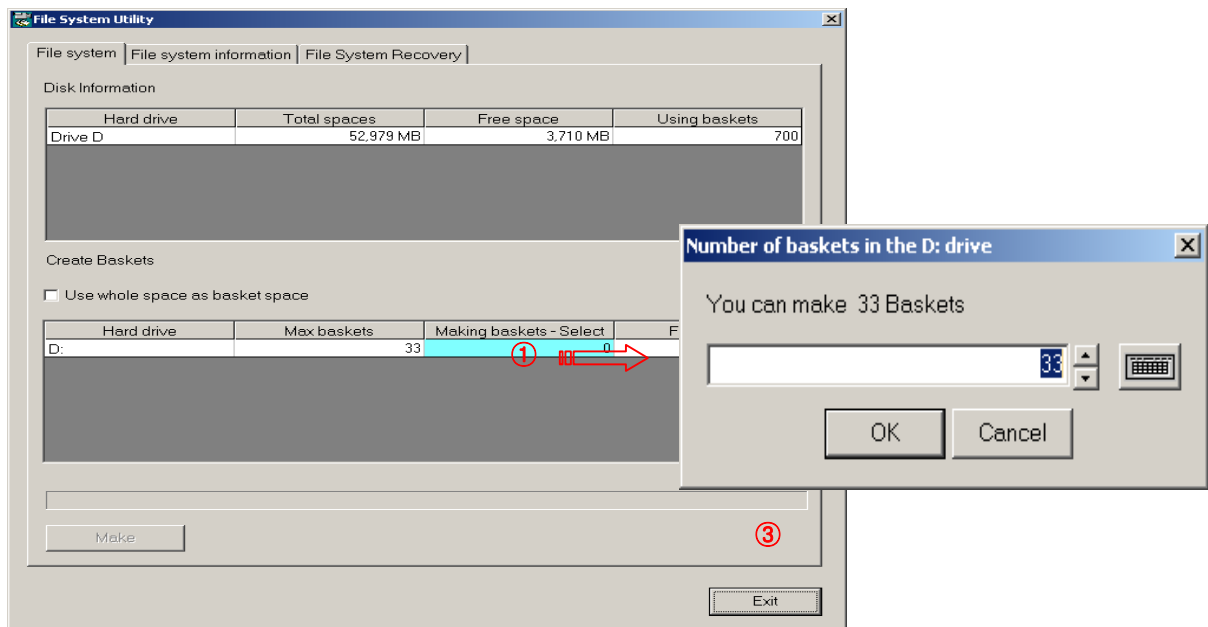 File System Utility
File system File system information File System Recovery
Disk Information
Hard drive Total spaces Free space Using baskets
Drive D 52,979 MB 3,710 MB 700
Create Baskets
Use whole space as basket space
Hard drive Max baskets Making baskets - Select F
D: 33 0
①
Make
③
Exit
Number of baskets in the D: drive
You can make 33 Baskets
33
OK Cancel